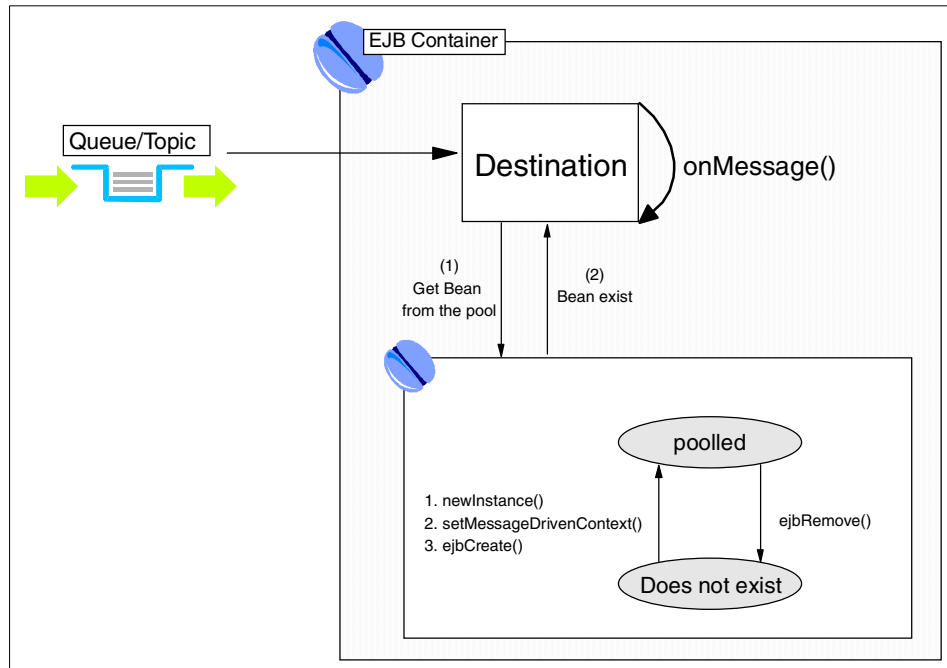 EJB Container
Queue/Topic
Destination
onMessage()
(1)
Get Bean
from the pool
(2)
Bean exist
poolled
1. newInstance()
2. setMessageDrivenContext()
3. ejbCreate()
ejbRemove()
Does not exist